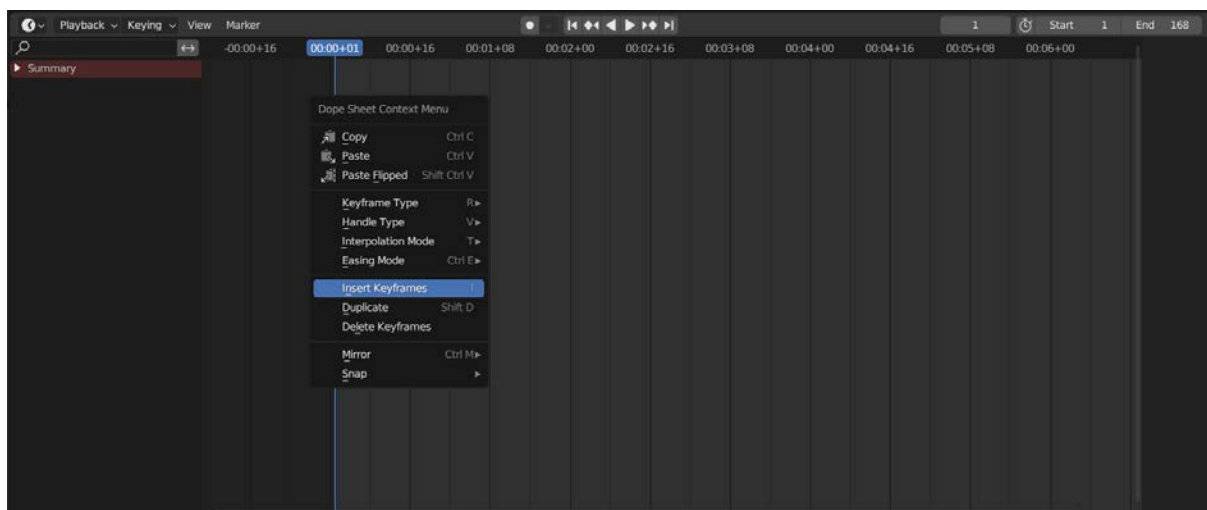 Playback Keying View Marker 1 Start 1 End 168
-00:00+16 00:00+01 00:00+16 00:01+08 00:02+00 00:02+16 00:03+08 00:04+00 00:04+16 00:05+08 00:06+00
Summary
Dope Sheet Context Menu
Copy Ctrl C
Paste Ctrl V
Paste Flipped Shift Ctrl V
Keyframe Type R
Handle Type V
Interpolation Mode T
Easing Mode Ctrl E
Insert Keyframes I
Duplicate Shift D
Delete Keyframes
Mirror Ctrl M
Snap